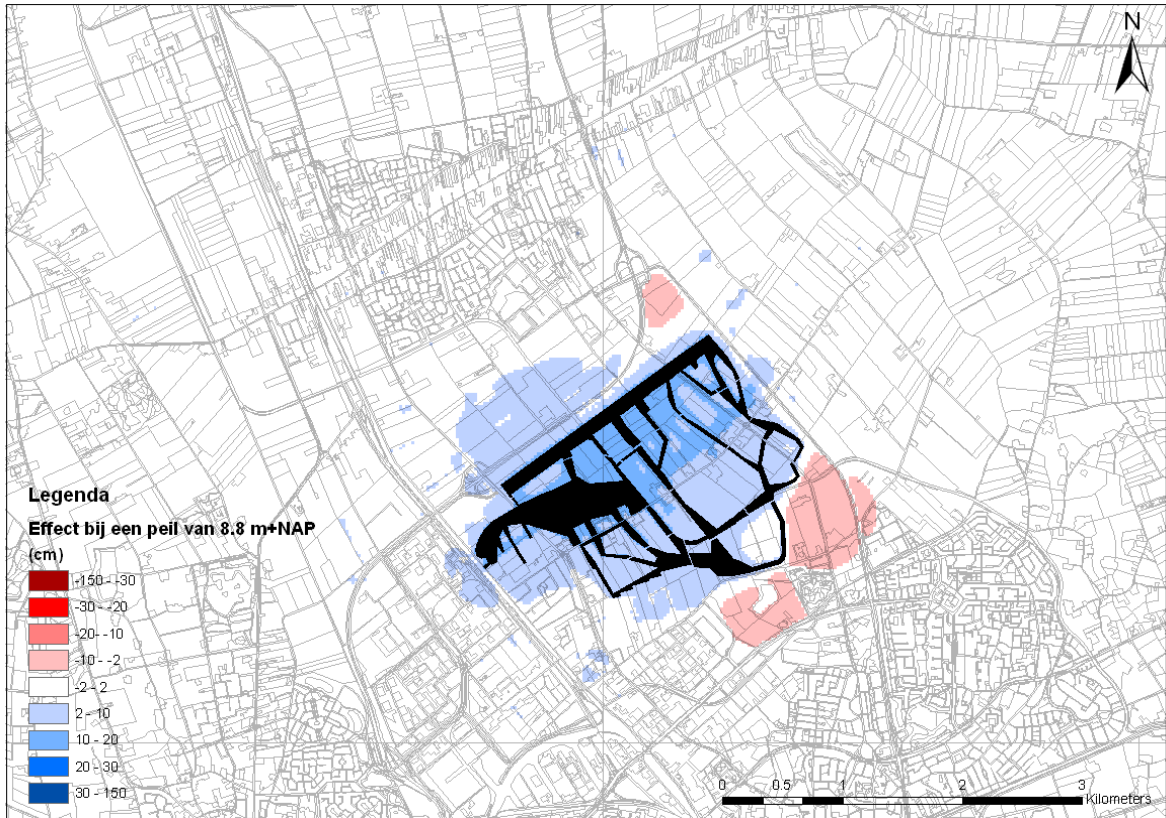 N
Legenda
Effect bij een peil van 8.8 m+NAP
(cm)
-150 - -30
-30 - -20
-20 - -10
-10 - -2
-2 - 2
2 - 10
10 - 20
20 - 30
30 - 150
0 0.5 1 2 3
Kilometers